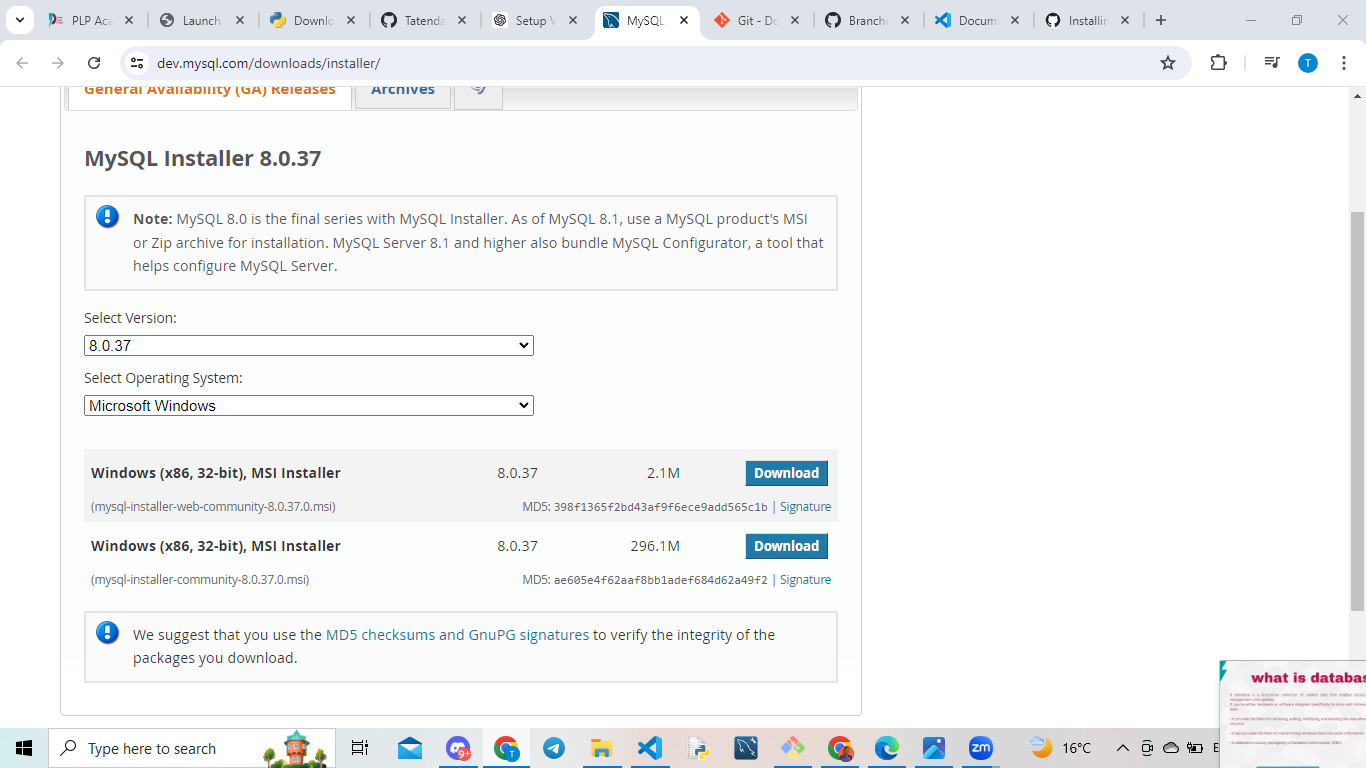 PLP Aca
Launch
Downlo
Tatenda
Setup V
MySQL
Git - Do
Branche
Docum
Installin
dev.mysql.com/downloads/installer/
T
General Availability (GA) Releases
Archives
MySQL Installer 8.0.37
Note: MySQL 8.0 is the final series with MySQL Installer. As of MySQL 8.1, use a MySQL product's MSI
or Zip archive for installation. MySQL Server 8.1 and higher also bundle MySQL Configurator, a tool that
helps configure MySQL Server.
Select Version:
8.0.37
Select Operating System:
Microsoft Windows
Windows (x86, 32-bit), MSI Installer 8.0.37 2.1M Download
(mysql-installer-web-community-8.0.37.0.msi) MD5: 398f1365f2bd43af9f6ece9add565c1b | Signature
Windows (x86, 32-bit), MSI Installer 8.0.37 296.1M Download
(mysql-installer-community-8.0.37.0.msi) MD5: ae605e4f62aaf8bb1adef684d62a49f2 | Signature
We suggest that you use the MD5 checksums and GnuPG signatures to verify the integrity of the
packages you download.
what is databas
Type here to search
9+
T
zm
16°C
E